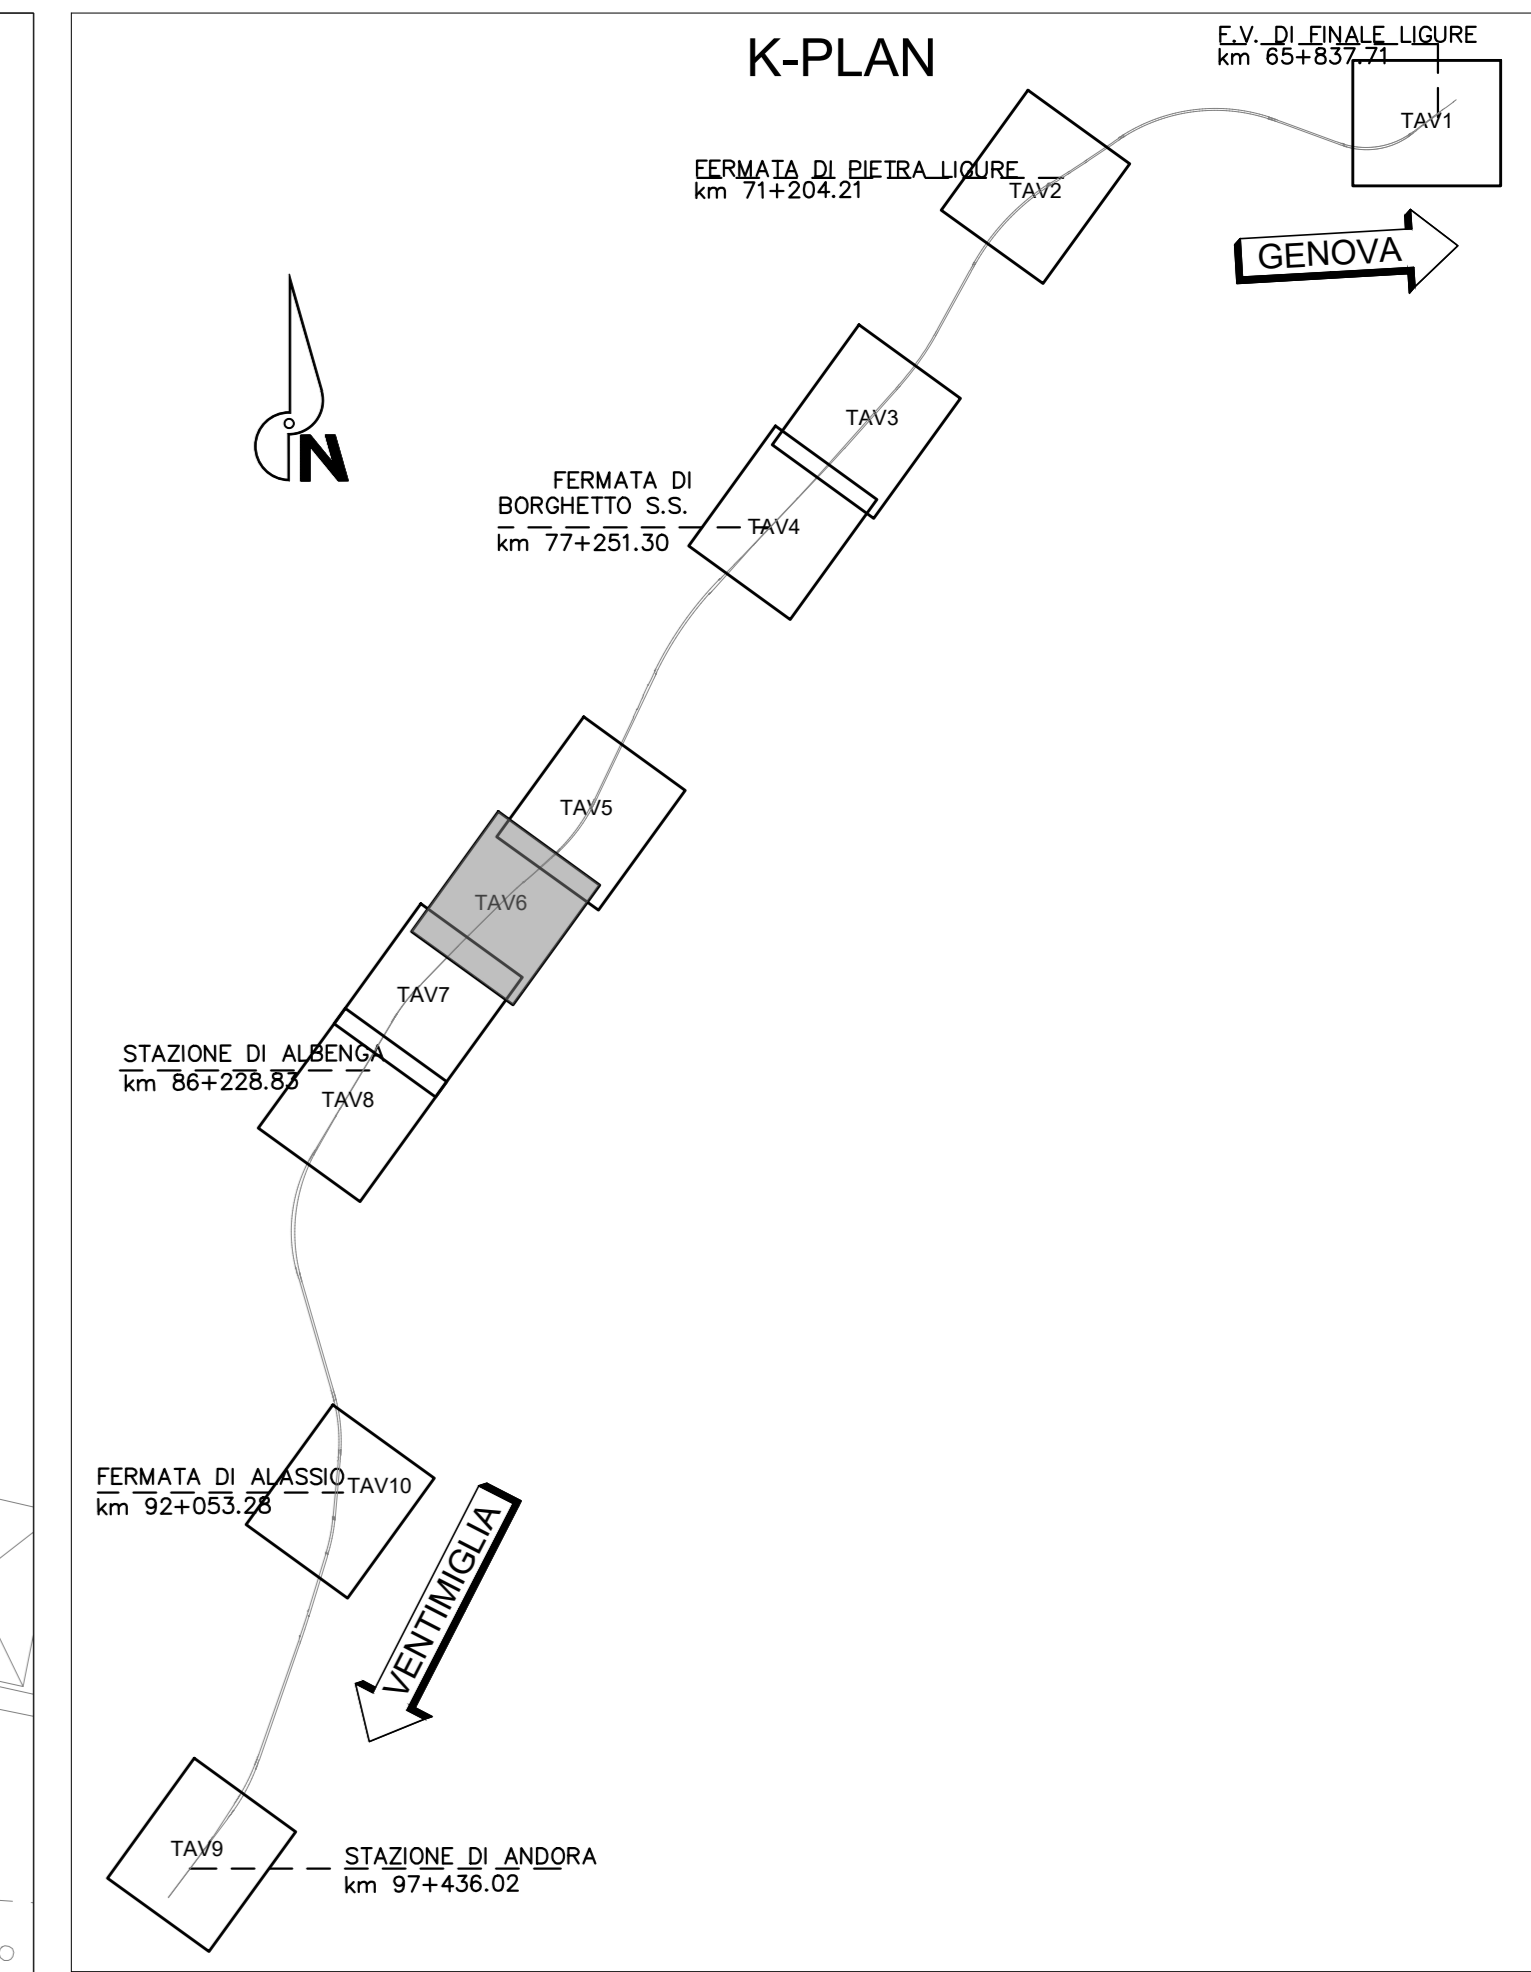 K-PLAN
F.V. DI FINALE LIGURE
km 65+837.71
TAV1
FERMATA DI PIETRA LIGURE
km 71+204.21
TAV2
GENOVA
N
TAV3
FERMATA DI
BORGHETTO S.S.
km 77+251.30
TAV4
TAV5
TAV6
TAV7
STAZIONE DI ALBENGA
km 86+228.83
TAV8
FERMATA DI ALASSIO
km 92+053.28
TAV10
VENTIMIGLIA
TAV9
STAZIONE DI ANDORA
km 97+436.02